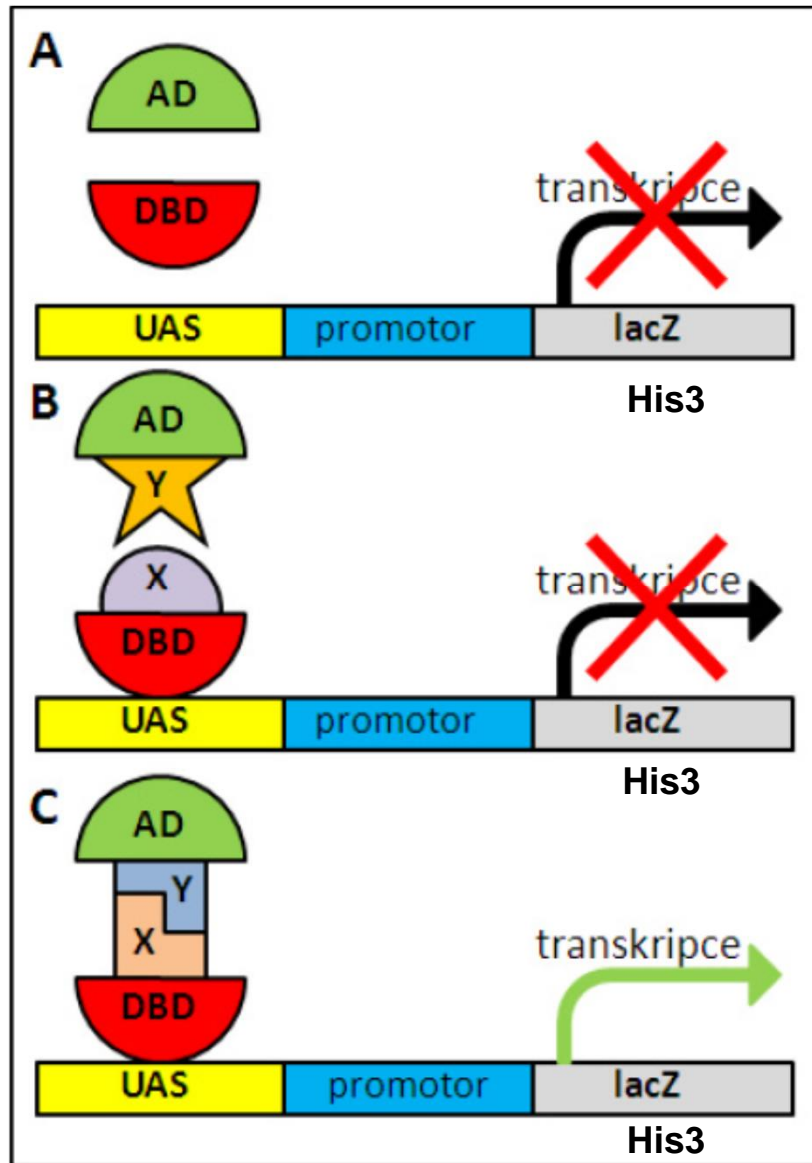 A
AD
DBD
transkripce
UAS promotor lacZ
His3
B
AD
Y
X
DBD
transkripce
UAS promotor lacZ
His3
C
AD
Y
X
DBD
transkripce
UAS promotor lacZ
His3